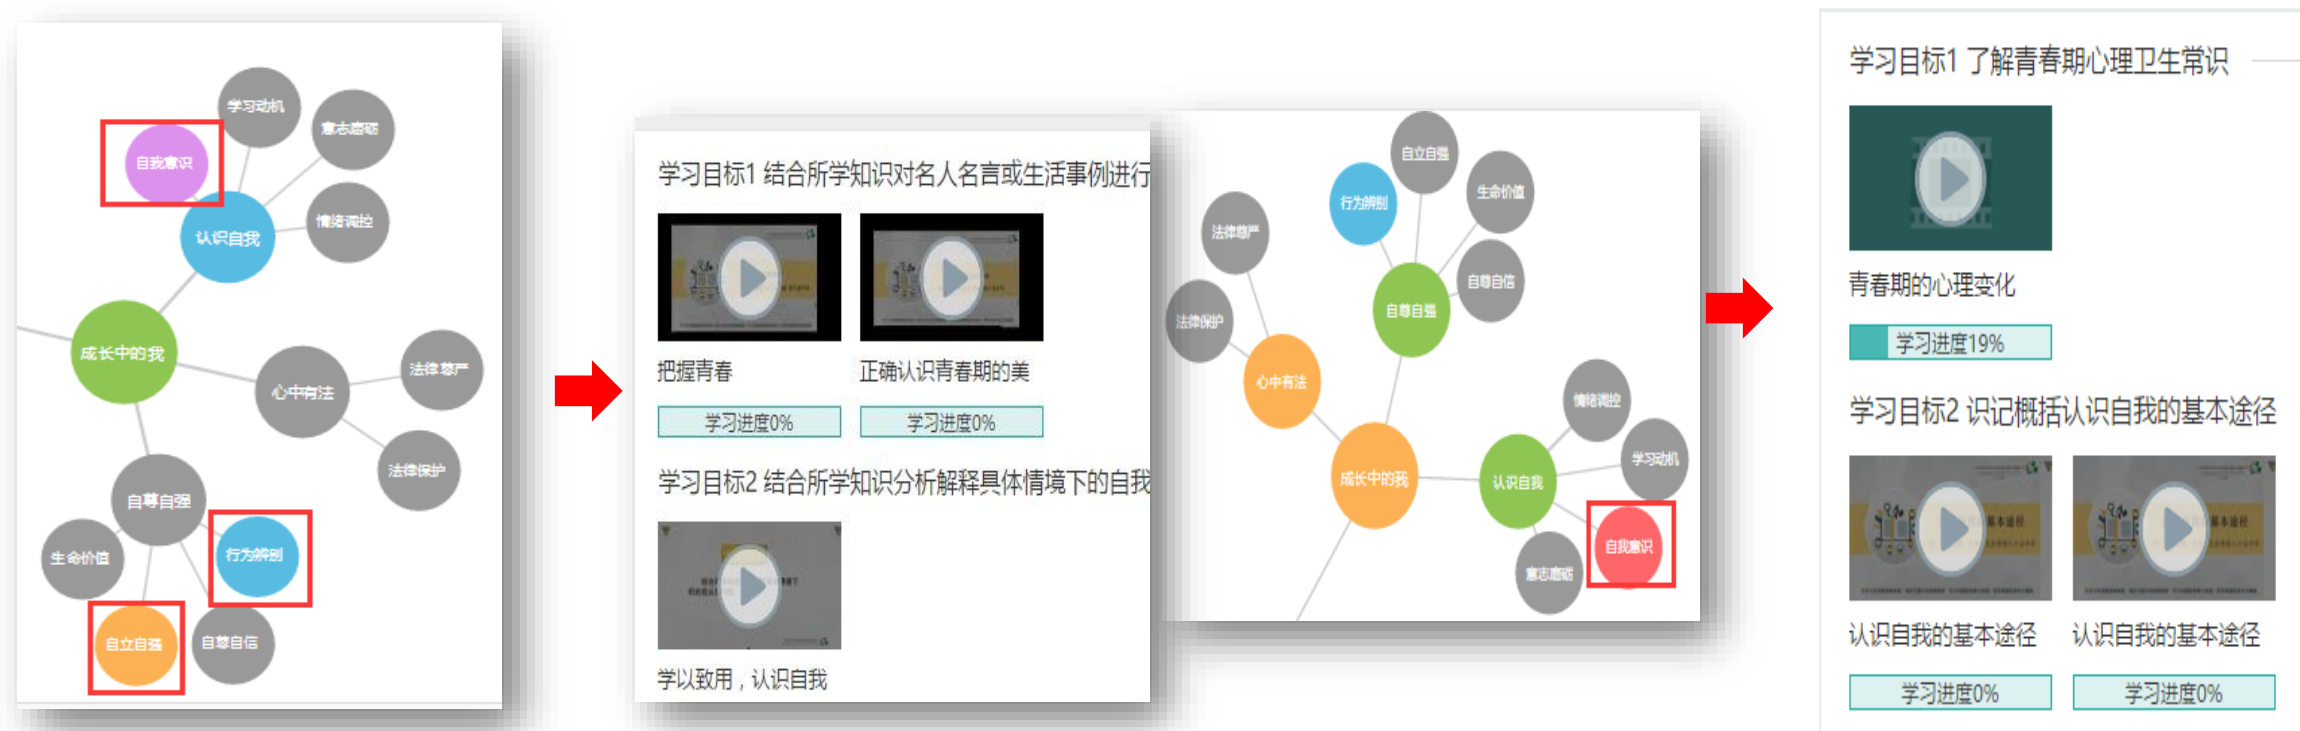 学习动机
意志磨砺
自我意识
情绪调控
认识自我
成长中的我
法律尊严
心中有法
法律保护
自尊自强
生命价值
行为辨别
自立自强
自尊自信
学习目标1 结合所学知识对名人名言或生活事例进行
把握青春
正确认识青春期的美
学习进度0%
学习进度0%
学习目标2 结合所学知识分析解释具体情境下的自我
学以致用，认识自我
自立自强
生命价值
行为辨别
法律尊严
自尊自信
自尊自强
法律保护
心中有法
情绪调控
学习动机
成长中的我
认识自我
自我意识
意志磨砺
学习目标1 了解青春期心理卫生常识
青春期的心理变化
学习进度19%
学习目标2 识记概括认识自我的基本途径
基本途径
基本途径
认识自我的基本途径
认识自我的基本途径
学习进度0%
学习进度0%